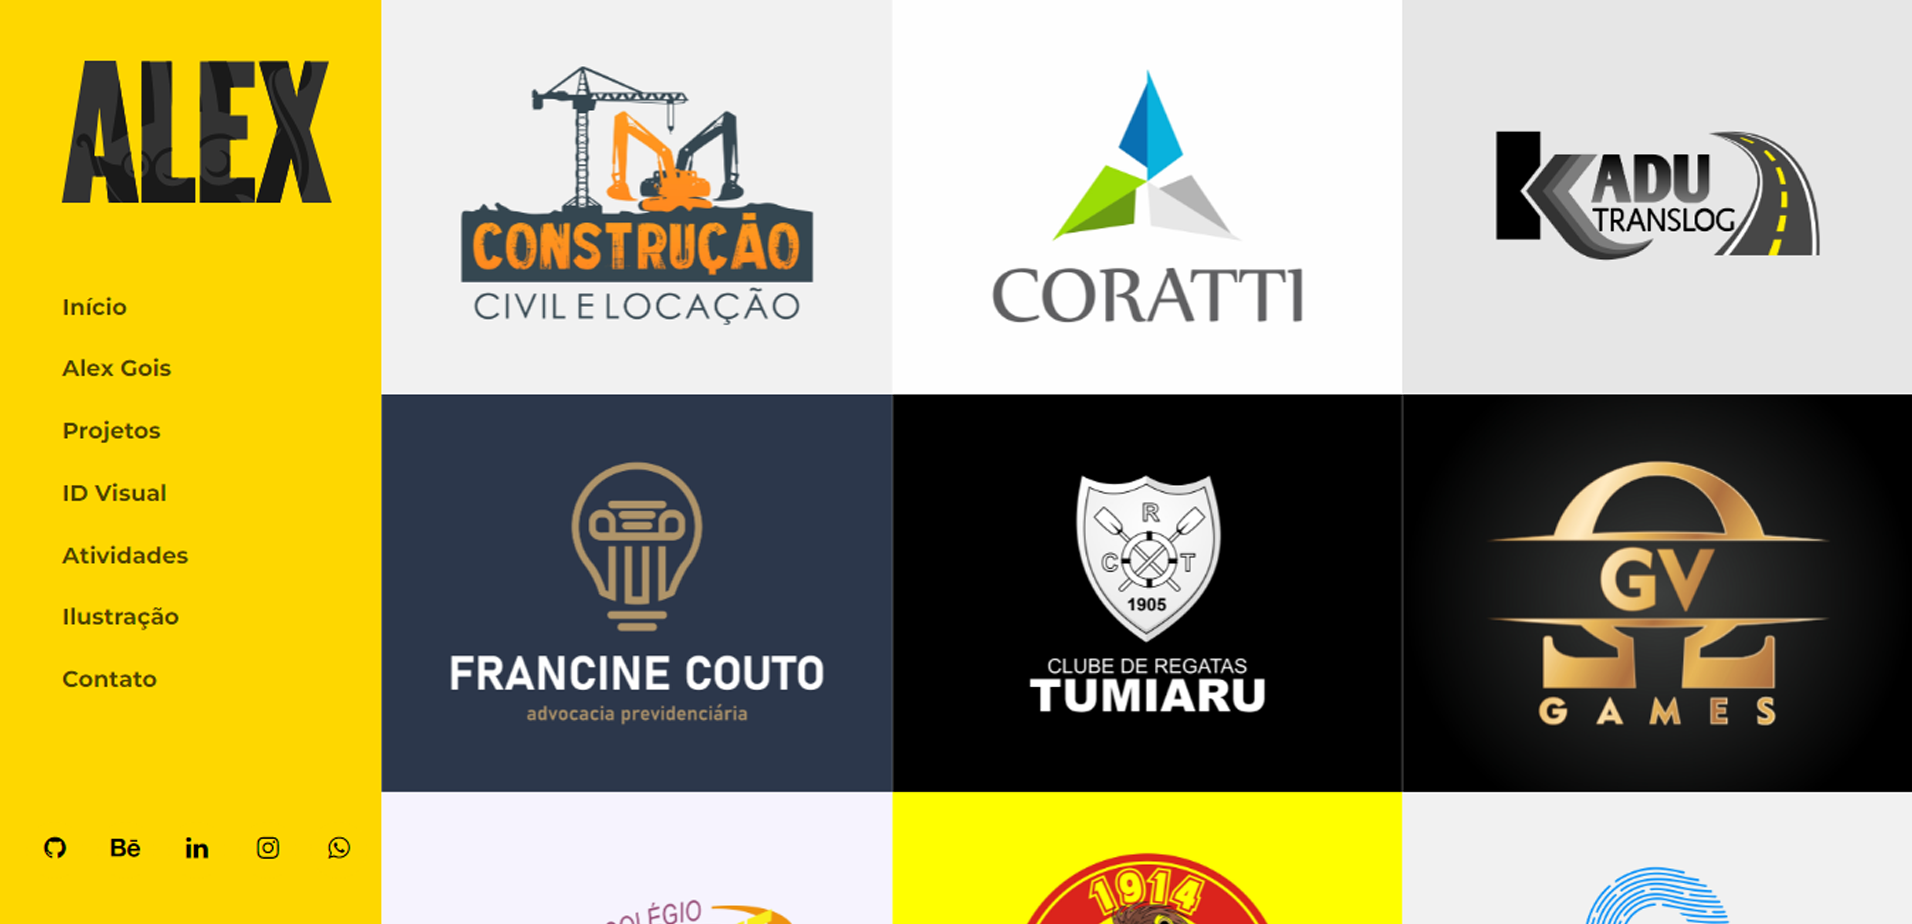 ALEX
Início
Alex Gois
Projetos
ID Visual
Atividades
Ilustração
Contato
Bē
in
CONSTRUÇÃO
CIVIL E LOCAÇÃO
CORATTI
KADU
TRANSLOG
FRANCINE COUTO
advocacia previdenciária
R
C T
1905
CLUBE DE REGATAS
TUMIARU
GV
GAMES
COLÉGIO
1914